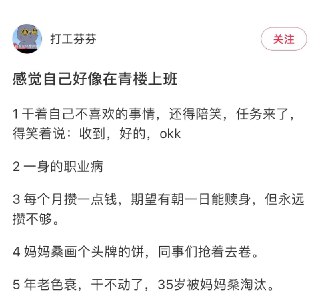 打工芬芬
关注
感觉自己好像在青楼上班
1 干着自己不喜欢的事情，还得陪笑，任务来了，
得笑着说：收到，好的，okk
2 一身的职业病
3 每个月攒一点钱，期望有朝一日能赎身，但永远
攒不够。
4 妈妈桑画个头牌的饼，同事们抢着去卷。
5 年老色衰，干不动了，35岁被妈妈桑淘汰。